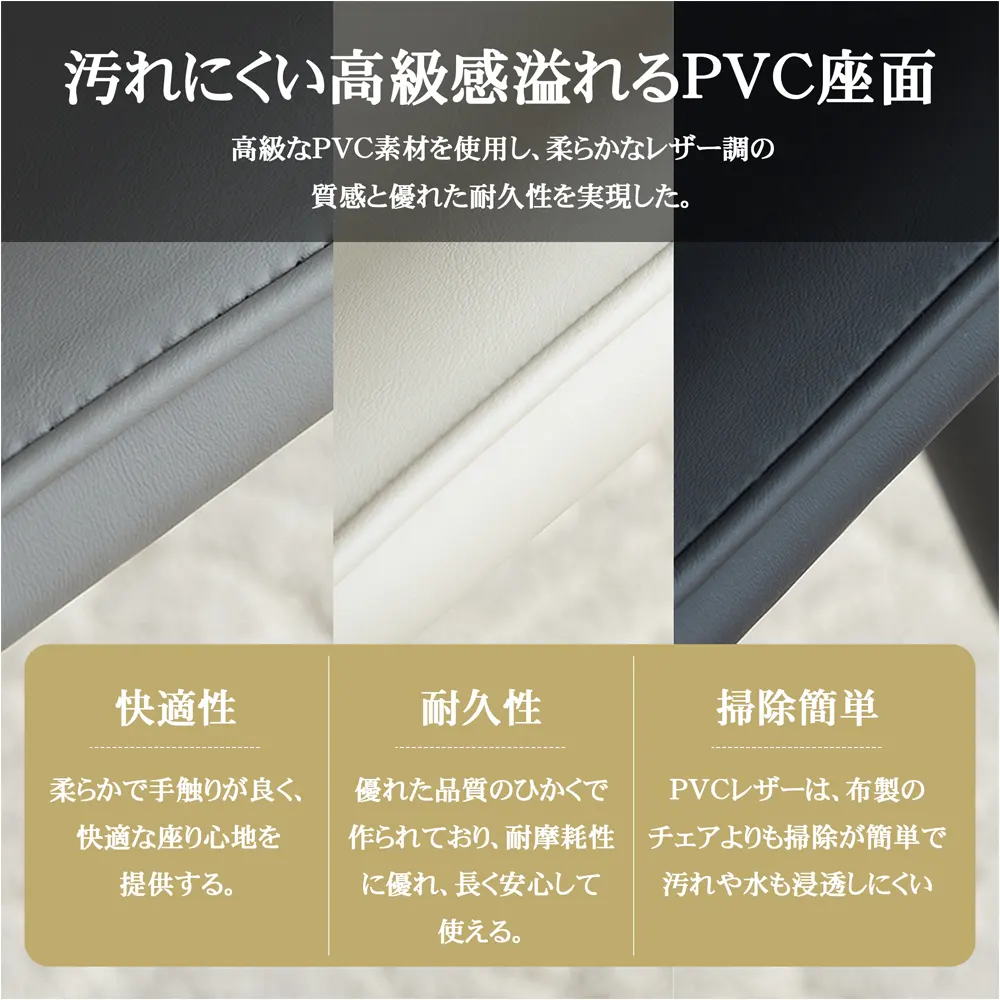 汚れにくい高級感溢れるPVC座面
高級なPVC素材を使用し、柔らかなレザー調の
質感と優れた耐久性を実現した。
快適性
柔らかで手触りが良く、
快適な座り心地を
提供する。
耐久性
優れた品質のひかくで
作られており、耐摩耗性
に優れ、長く安心して
使える。
掃除簡単
PVCレザーは、布製の
チェアよりも掃除が簡単で
汚れや水も浸透しにくい